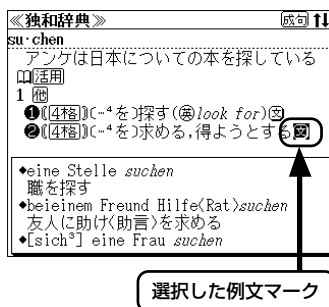 ≪独和辞典≫ 成句 ↑↓
su·chen
アンケは日本についての本を探している
活用
1 他
❶⦅4格⦆(-⁴を)探す(英look for)文
❷⦅4格⦆(-⁴を)求める,得ようとする文
◆eine Stelle suchen
職を探す
◆beieinem Freund Hilfe〈Rat〉suchen
友人に助け〈助言〉を求める
◆[sich³] eine Frau suchen
選択した例文マーク